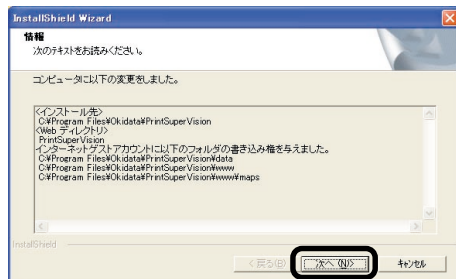 InstallShield Wizard
情報
次のテキストをお読みください。
コンピュータに以下の変更をしました。
<インストール先>
C:¥Program Files¥Okidata¥PrintSuperVision
<Web ディレクトリ>
PrintSuperVision
インターネットゲストアカウントに以下のフォルダの書き込み権を与えました。
C:¥Program Files¥Okidata¥PrintSuperVision¥data
C:¥Program Files¥Okidata¥PrintSuperVision¥www
C:¥Program Files¥Okidata¥PrintSuperVision¥www¥maps
InstallShield
< 戻る(B) 次へ(N)> キャンセル